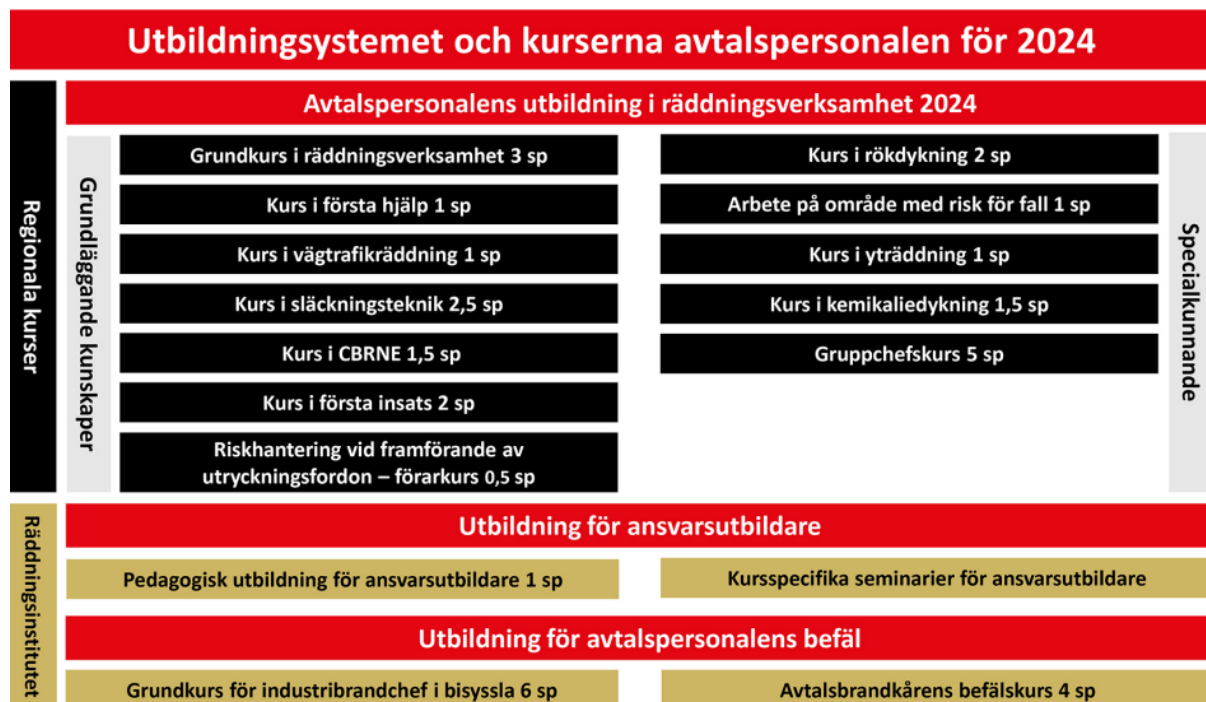 Utbildningsystemet och kurserna avtalspersonalen för 2024
Regionala kurser
Avtalspersonalens utbildning i räddningsverksamhet 2024
Grundläggande kunskaper
Grundkurs i räddningsverksamhet 3 sp
Kurs i första hjälp 1 sp
Kurs i vägtrafikräddning 1 sp
Kurs i släckningsteknik 2,5 sp
Kurs i CBRNE 1,5 sp
Kurs i första insats 2 sp
Riskhantering vid framförande av
utryckningsfordon – förarkurs 0,5 sp
Kurs i rökdykning 2 sp
Arbete på område med risk för fall 1 sp
Kurs i yträddning 1 sp
Kurs i kemikaliedykning 1,5 sp
Gruppchefskurs 5 sp
Specialkunnande
Räddningsinstitutet
Utbildning för ansvarsutbildare
Pedagogisk utbildning för ansvarsutbildare 1 sp
Kursspecifika seminarier för ansvarsutbildare
Utbildning för avtalspersonalens befäl
Grundkurs för industribrandchef i bisyssla 6 sp
Avtalsbrandkårens befälskurs 4 sp